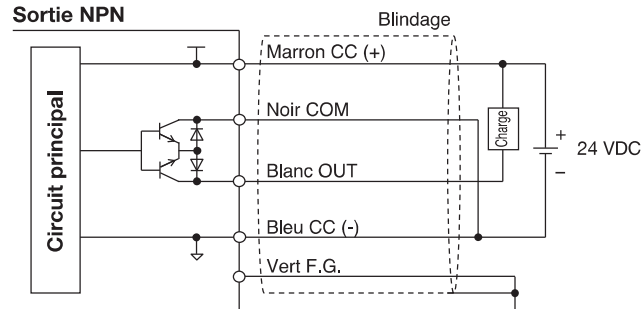 Sortie NPN
Blindage
Marron CC (+)
Noir COM
Charge
+
24 VDC
−
Circuit principal
Blanc OUT
Bleu CC (-)
Vert F.G.